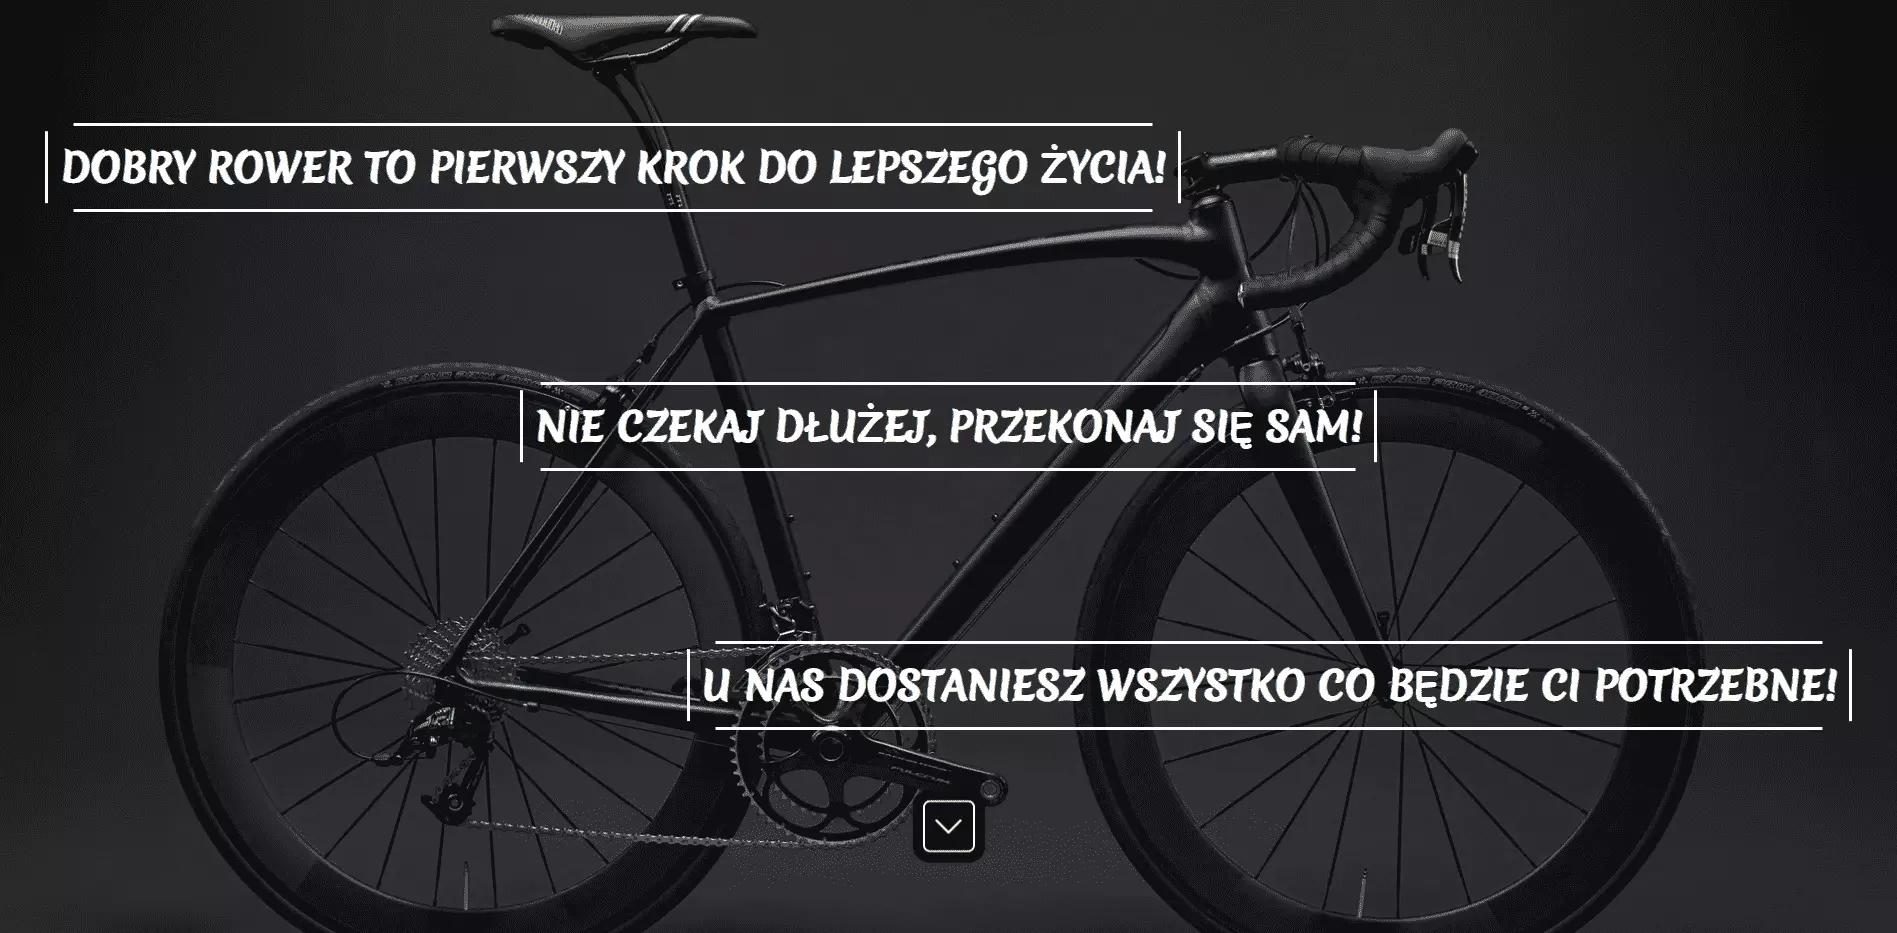 DOBRY ROWER TO PIERWSZY KROK DO LEPSZEGO ŻYCIA!
NIE CZEKAJ DŁUŻEJ, PRZEKONAJ SIĘ SAM!
U NAS DOSTANIESZ WSZYSTKO CO BĘDZIE CI POTRZEBNE!